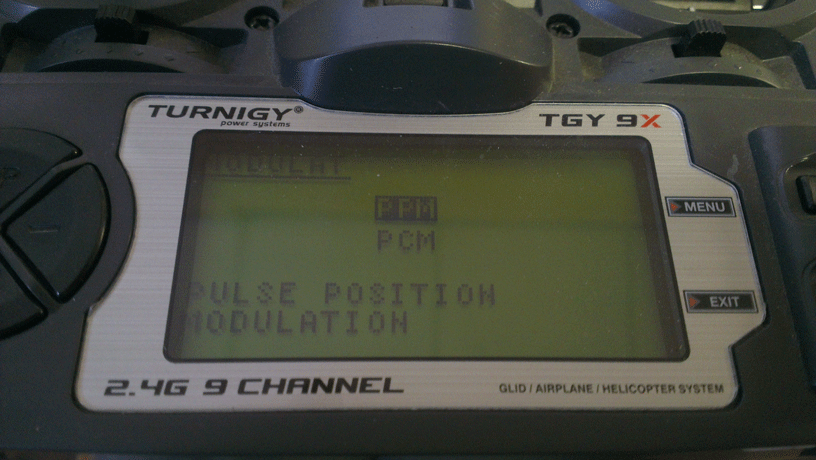 TURNIGY®
power systems
TGY 9X
MODULAT
PPM
PCM
PULSE POSITION
MODULATION
MENU
EXIT
2.4G 9 CHANNEL
GLID / AIRPLANE / HELICOPTER SYSTEM